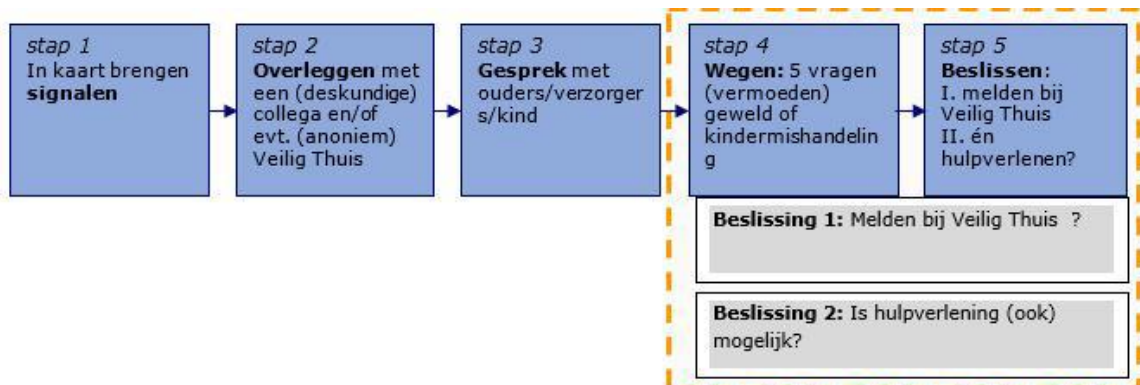 stap 1
In kaart brengen
signalen
stap 2
Overleggen met
een (deskundige)
collega en/of
evt. (anoniem)
Veilig Thuis
stap 3
Gesprek met
ouders/verzorger
s/kind
stap 4
Wegen: 5 vragen
(vermoeden)
geweld of
kindermishandelin
g
stap 5
Beslissen:
I. melden bij
Veilig Thuis
II. én
hulpverlenen?
Beslissing 1: Melden bij Veilig Thuis ?
Beslissing 2: Is hulpverlening (ook)
mogelijk?